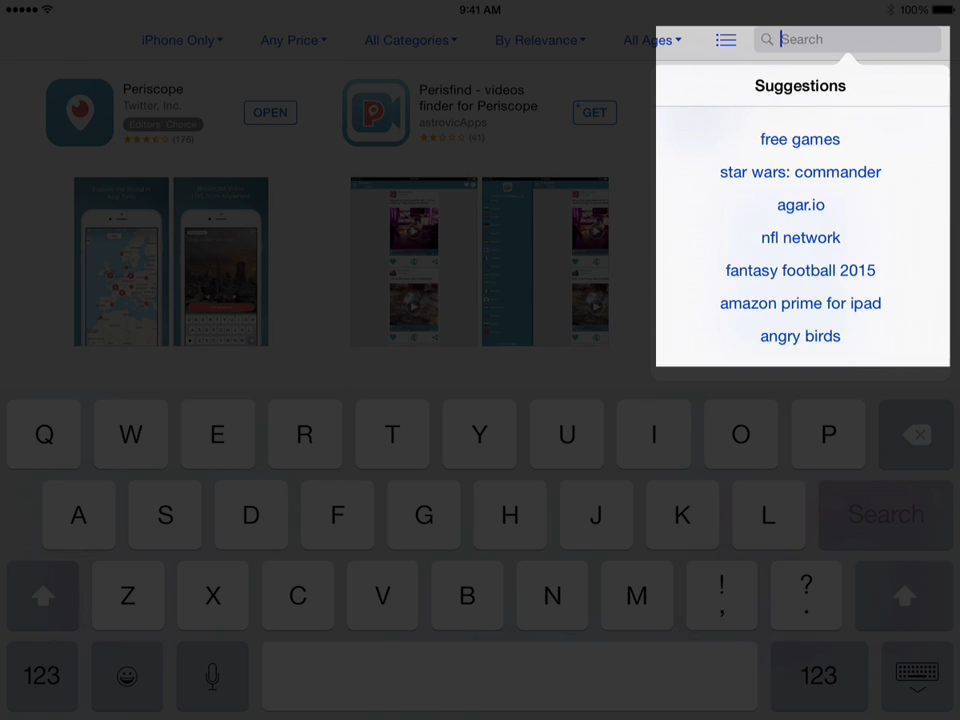 9:41 AM
100%
iPhone Only
Any Price
All Categories
By Relevance
All Ages
Search
Periscope
Twitter, Inc.
Editors' Choice
(176)
OPEN
Perisfind - videos
finder for Periscope
astrovicApps
(41)
GET
Suggestions
free games
star wars: commander
agar.io
nfl network
fantasy football 2015
amazon prime for ipad
angry birds
Q W E R T Y U I O P
A S D F G H J K L Search
Z X C V B N M ! , ? .
123 123